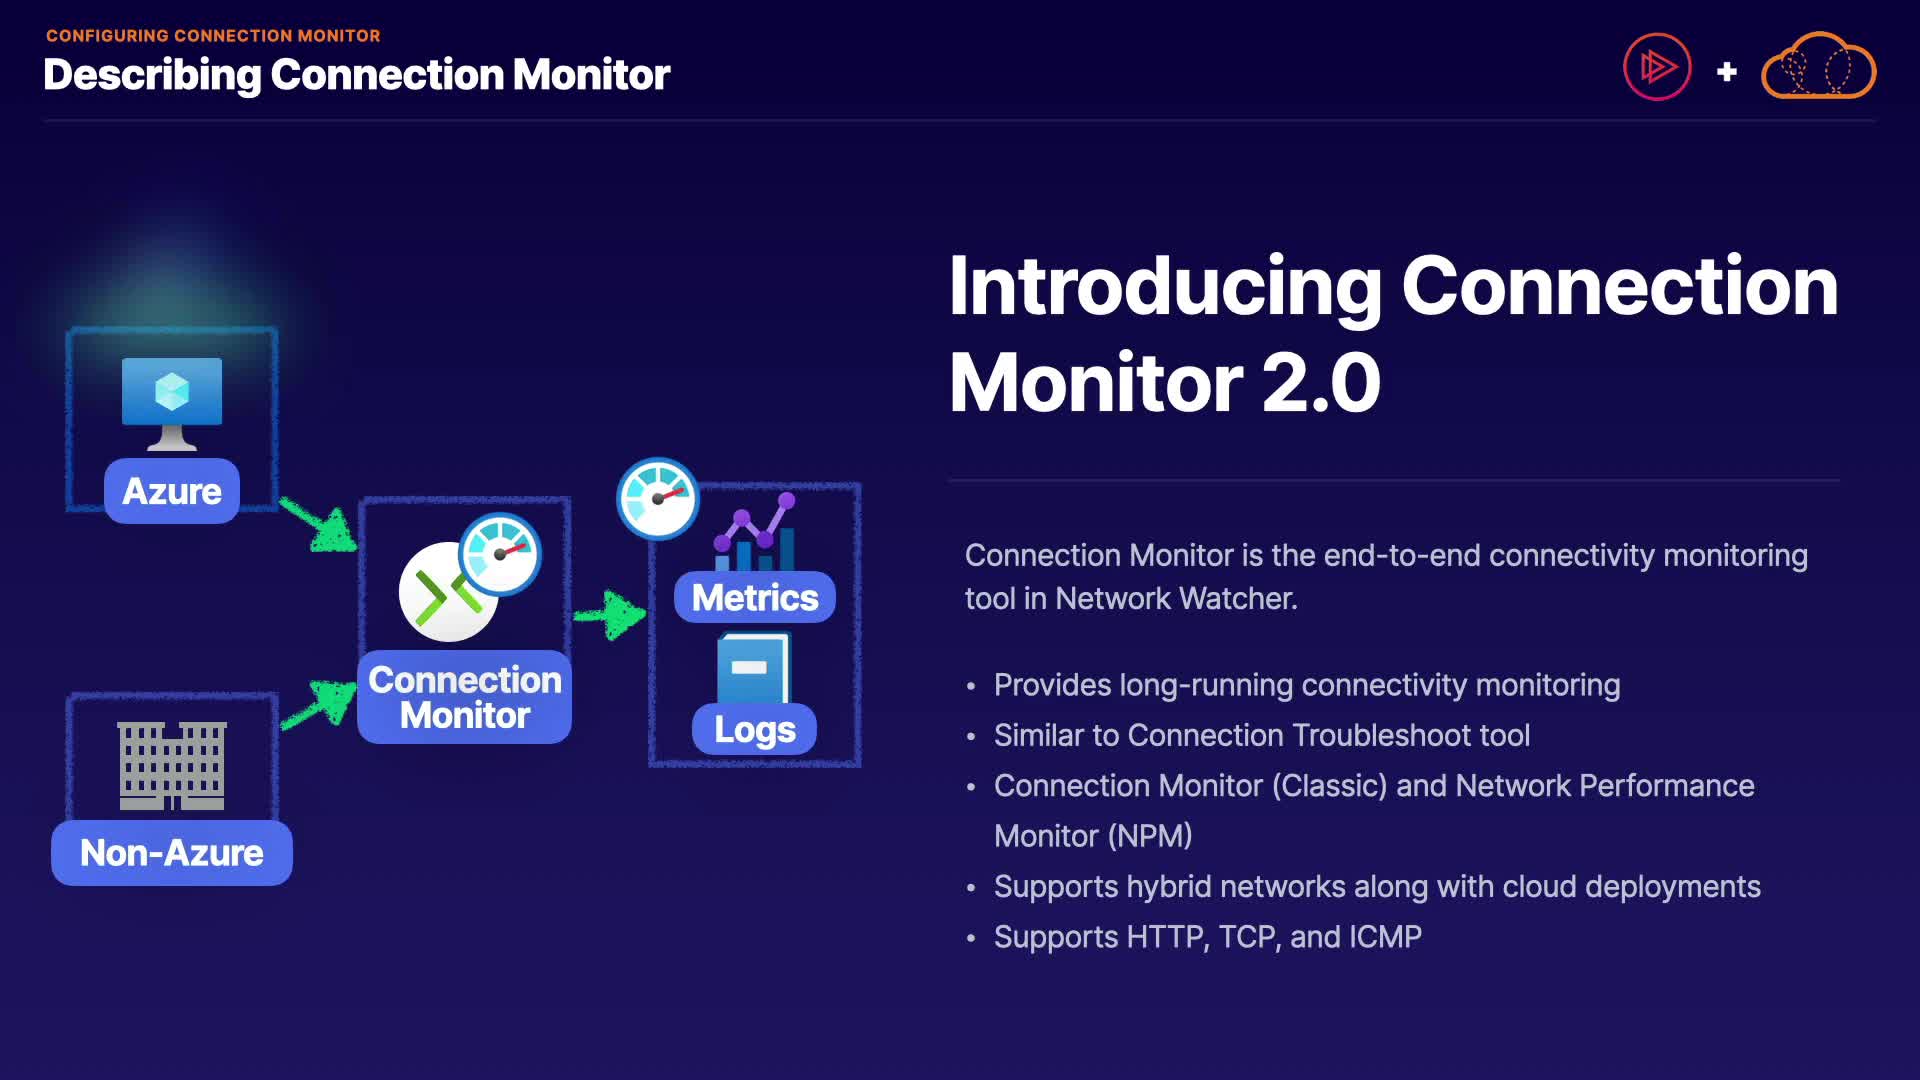 CONFIGURING CONNECTION MONITOR
Describing Connection Monitor
Azure
Non-Azure
Connection
Monitor
Metrics
Logs
Introducing Connection
Monitor 2.0
Connection Monitor is the end-to-end connectivity monitoring
tool in Network Watcher.
• Provides long-running connectivity monitoring
• Similar to Connection Troubleshoot tool
• Connection Monitor (Classic) and Network Performance
Monitor (NPM)
• Supports hybrid networks along with cloud deployments
• Supports HTTP, TCP, and ICMP